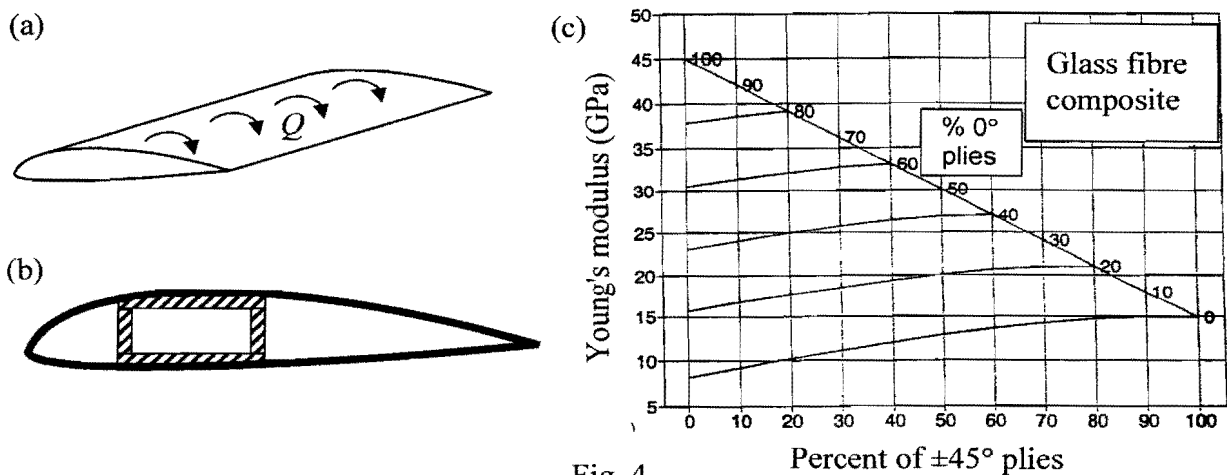 (a)
Q
(b)
(c)
Young's modulus (GPa)
50
45
40
35
30
25
20
15
10
5
100
90
80
70
60
50
40
30
20
10
0
% 0°
plies
Glass fibre
composite
0 10 20 30 40 50 60 70 80 90 100
Percent of ±45° plies